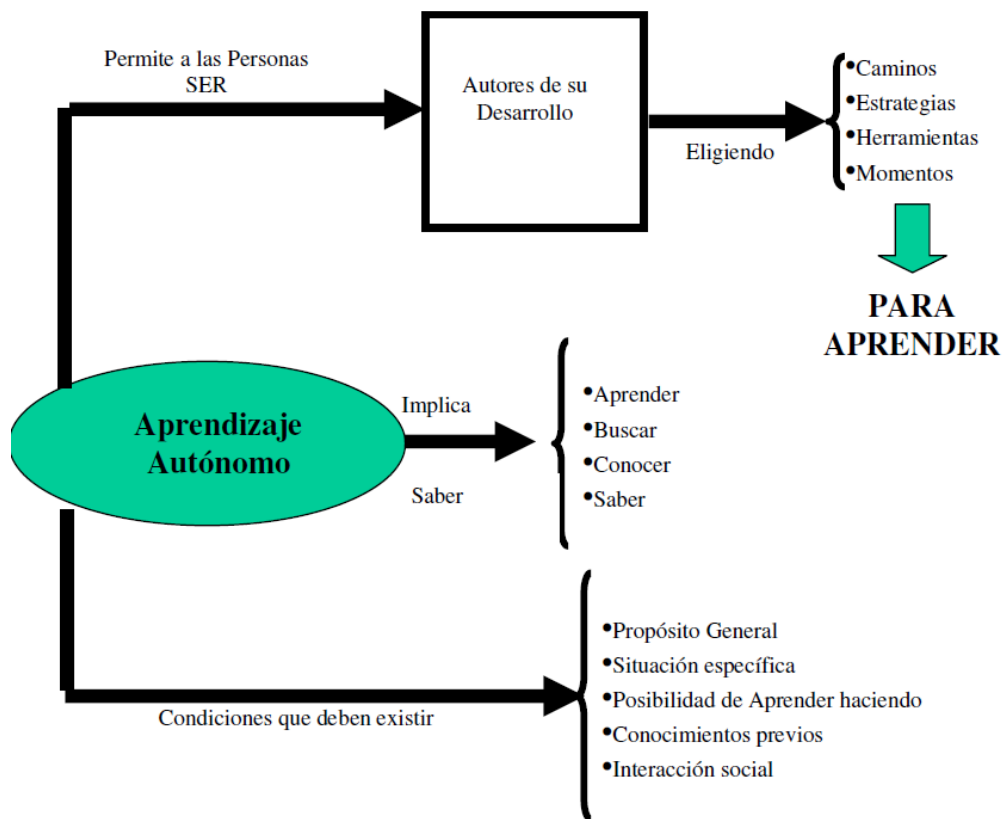 Permite a las Personas
SER
Autores de su
Desarrollo
Eligiendo
•Caminos
•Estrategias
•Herramientas
•Momentos
PARA
APRENDER
Aprendizaje
Autónomo
Implica
Saber
•Aprender
•Buscar
•Conocer
•Saber
Condiciones que deben existir
•Propósito General
•Situación específica
•Posibilidad de Aprender haciendo
•Conocimientos previos
•Interacción social